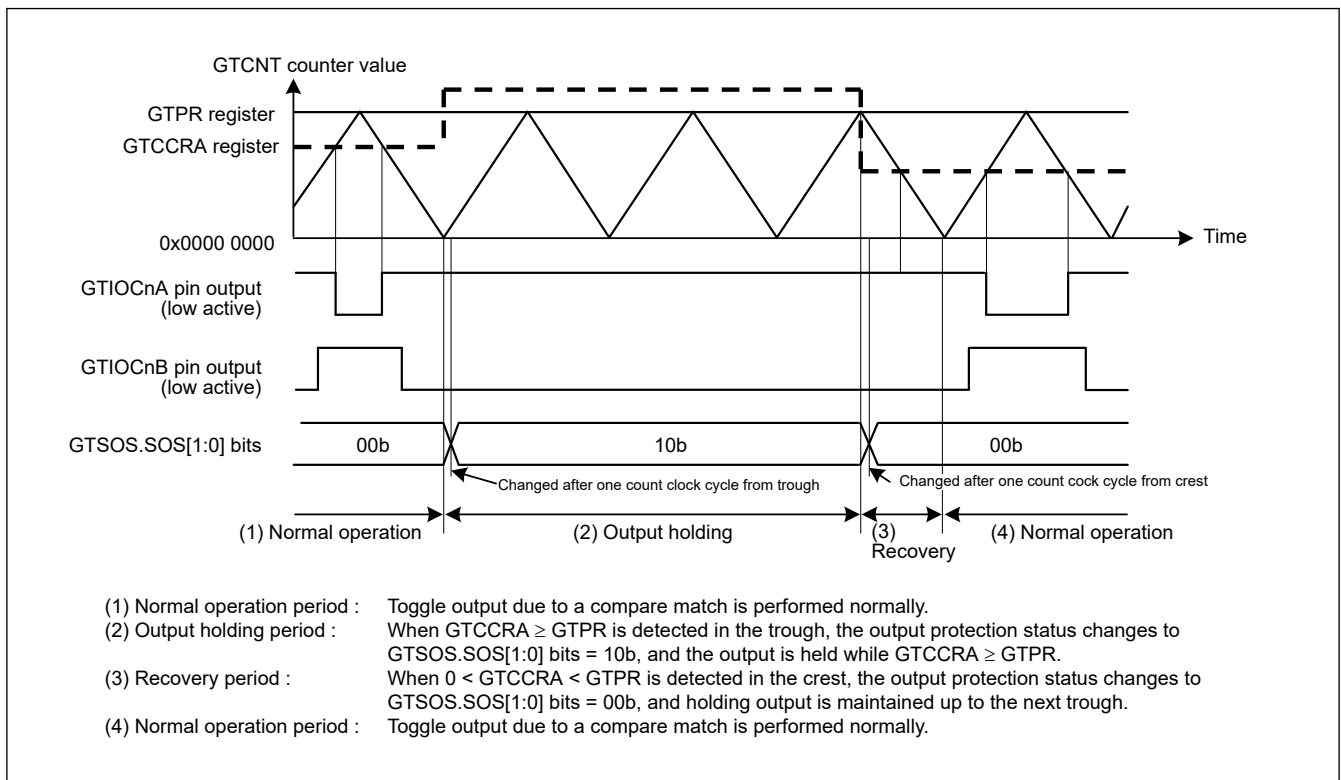 GTCNT counter value
GTPR register
GTCCRA register
0x0000 0000
Time
GTIOCnA pin output
(low active)
GTIOCnB pin output
(low active)
GTSOS.SOS[1:0] bits
00b
10b
00b
Changed after one count clock cycle from trough
Changed after one count cock cycle from crest
(1) Normal operation
(2) Output holding
(3)
Recovery
(4) Normal operation
(1) Normal operation period : Toggle output due to a compare match is performed normally.
(2) Output holding period : When GTCCRA ≥ GTPR is detected in the trough, the output protection status changes to
GTSOS.SOS[1:0] bits = 10b, and the output is held while GTCCRA ≥ GTPR.
(3) Recovery period : When 0 < GTCCRA < GTPR is detected in the crest, the output protection status changes to
GTSOS.SOS[1:0] bits = 00b, and holding output is maintained up to the next trough.
(4) Normal operation period : Toggle output due to a compare match is performed normally.